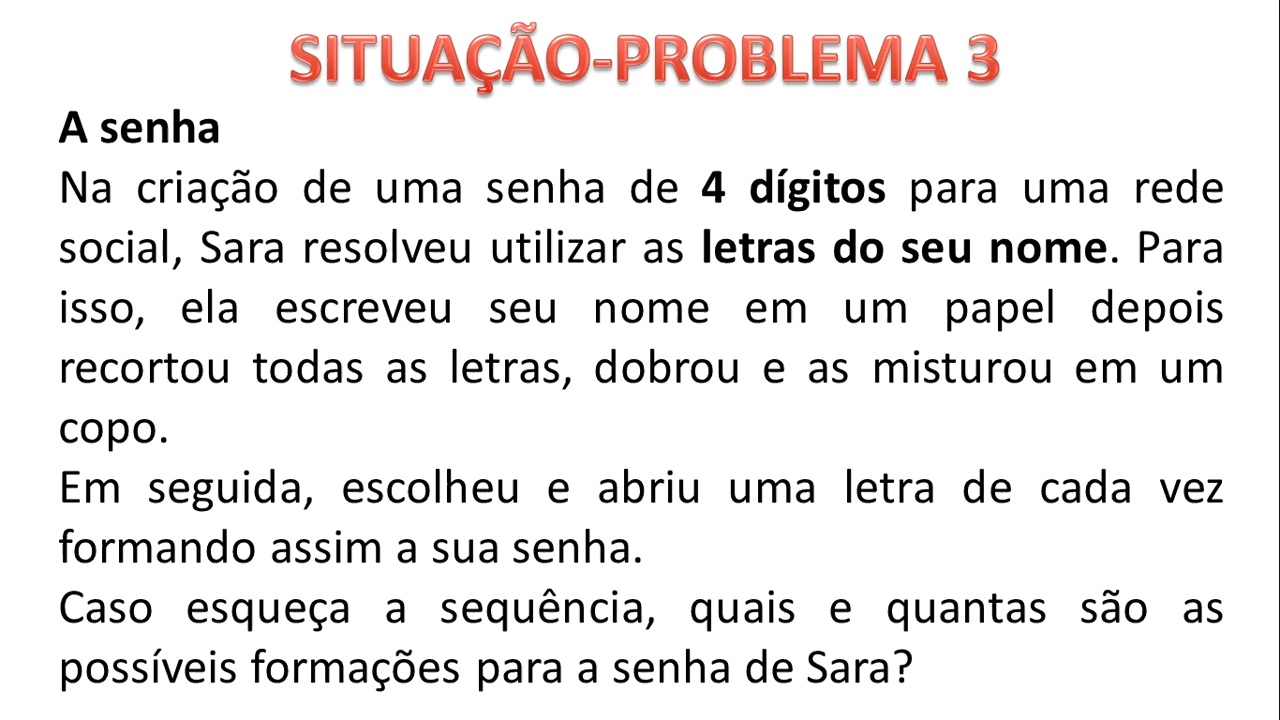 SITUAÇÃO-PROBLEMA 3
A senha
Na criação de uma senha de 4 dígitos para uma rede
social, Sara resolveu utilizar as letras do seu nome. Para
isso, ela escreveu seu nome em um papel depois
recortou todas as letras, dobrou e as misturou em um
copo.
Em seguida, escolheu e abriu uma letra de cada vez
formando assim a sua senha.
Caso esqueça a sequência, quais e quantas são as
possíveis formações para a senha de Sara?